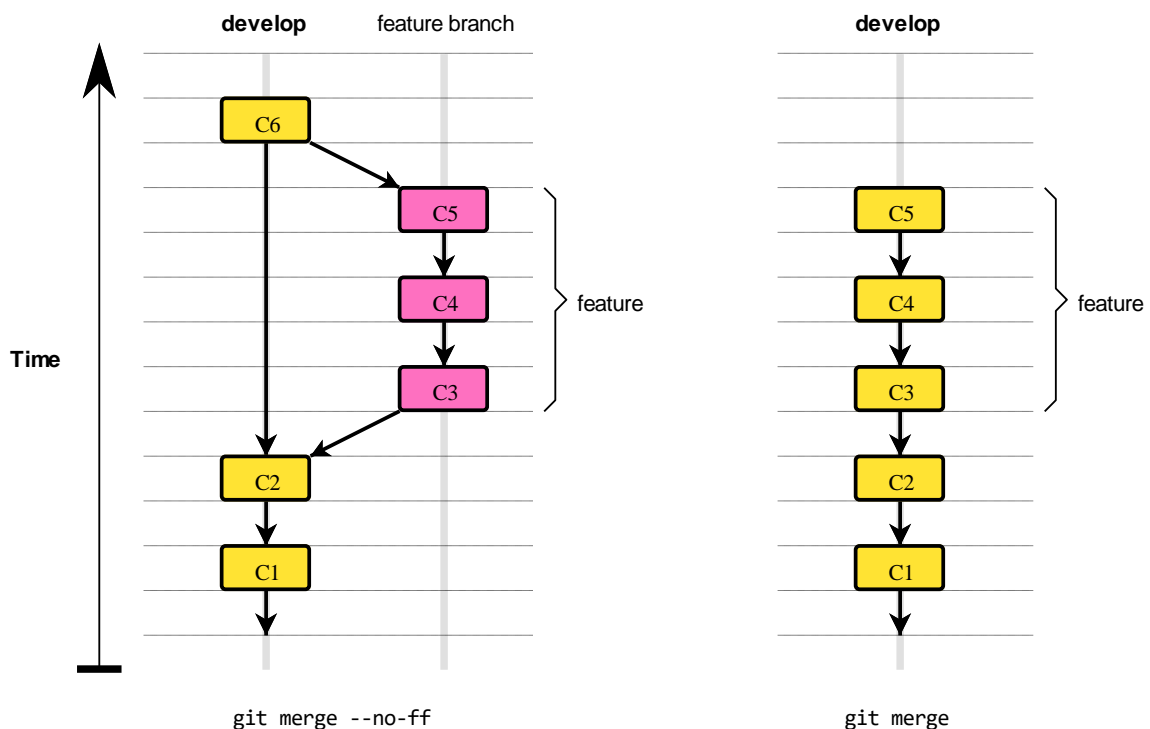 develop
feature branch
develop
C6
C5
C5
C4
feature
C4
feature
Time
C3
C3
C2
C2
C1
C1
git merge --no-ff
git merge